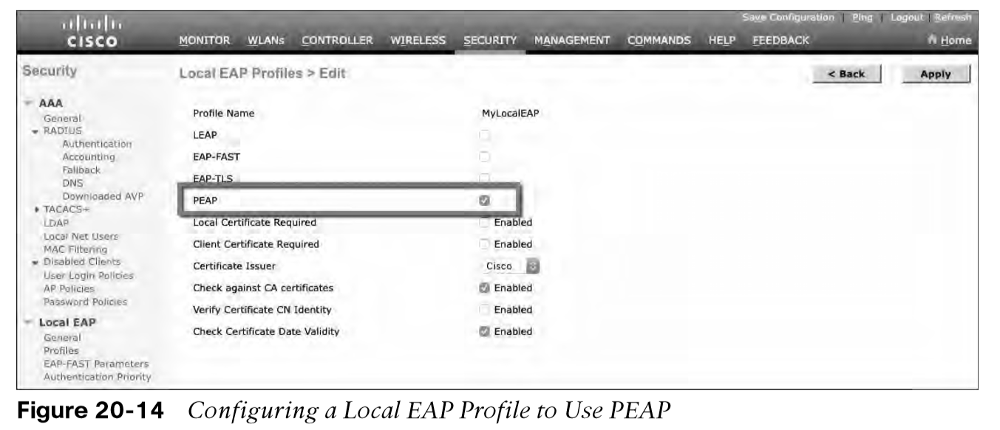 Save Configuration | Ping | Logout | Refresh
CISCO
MONITOR WLANs CONTROLLER WIRELESS SECURITY MANAGEMENT COMMANDS HELP FEEDBACK Home
Security
Local EAP Profiles > Edit
< Back
Apply
AAA
General
RADIUS
Authentication
Accounting
Fallback
DNS
Downloaded AVP
TACACS+
LDAP
Local Net Users
MAC Filtering
Disabled Clients
User Login Policies
AP Policies
Password Policies
Local EAP
General
Profiles
EAP-FAST Parameters
Authentication Priority
Profile Name MyLocalEAP
LEAP
EAP-FAST
EAP-TLS
PEAP
Local Certificate Required Enabled
Client Certificate Required Enabled
Certificate Issuer Cisco
Check against CA certificates Enabled
Verify Certificate CN Identity Enabled
Check Certificate Date Validity Enabled
Figure 20-14 Configuring a Local EAP Profile to Use PEAP